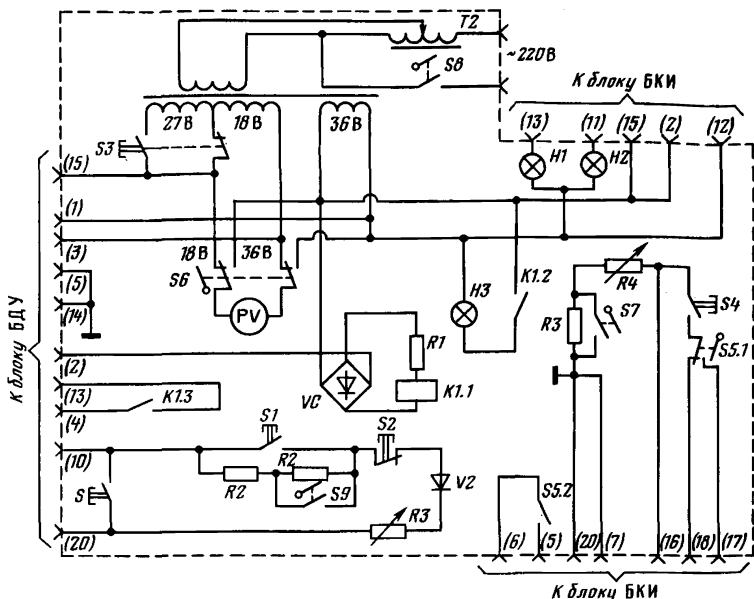 T2
~220В
S8
К блоку БКИ
27В
18В
36В
(13)
(11)
(15)
(2)
(12)
S3
H1
H2
(15)
(1)
(3)
18В
36В
S6
PV
(5)
(14)
К блоку БДУ
H3
K1.2
R4
R3
S7
S4
S5.1
R1
VC
K1.1
(2)
(13)
K1.3
(4)
S1
S2
(10)
R2
R2
S9
V2
S
R3
(20)
S5.2
(6)
(5)
(20)
(7)
(16)
(18)
(17)
К блоку БКИ